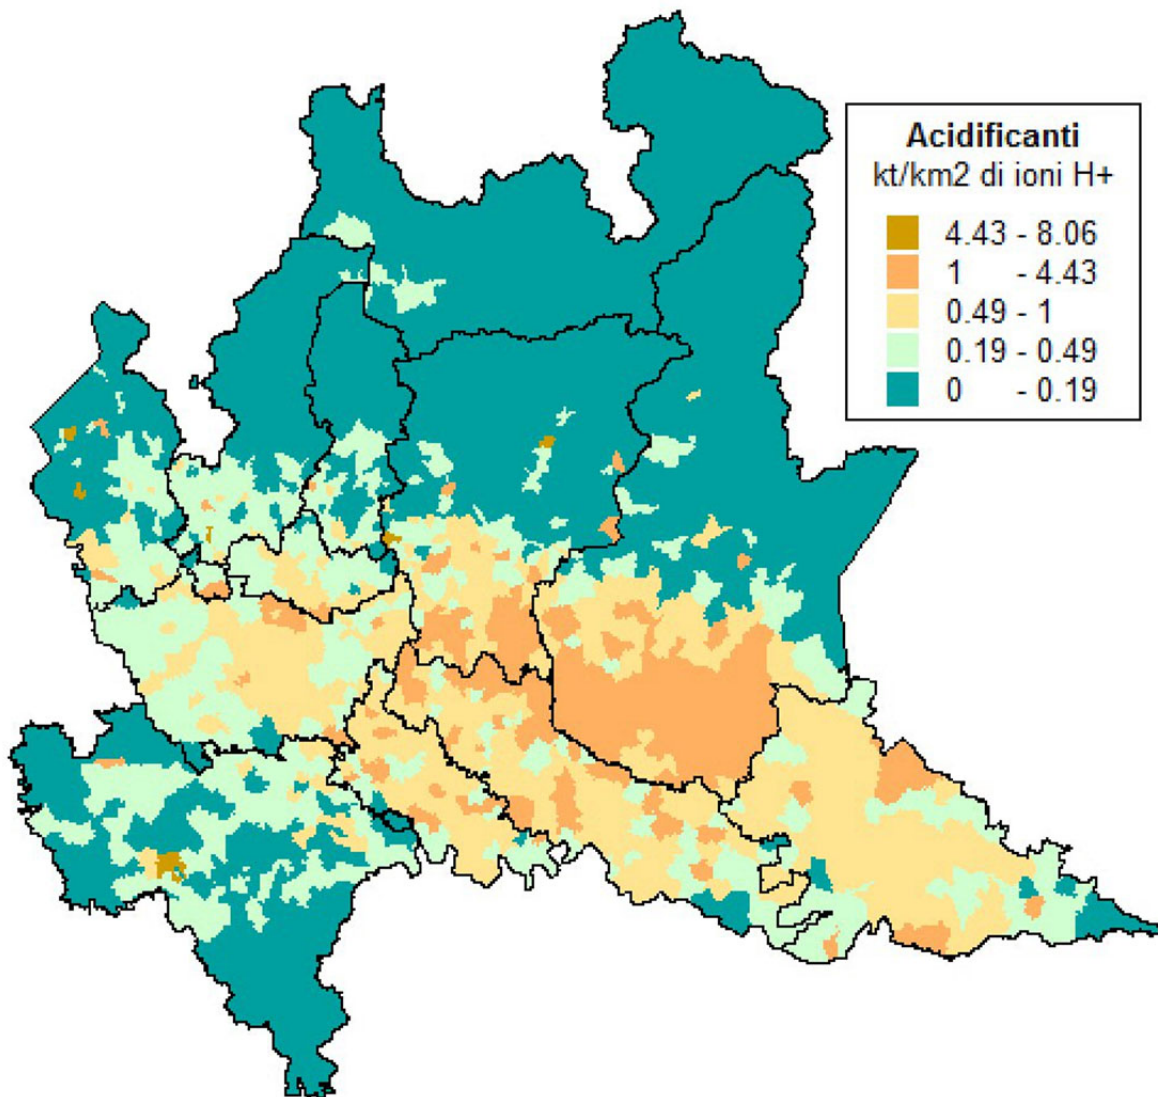 Acidificanti
kt/km2 di ioni H+
4.43 - 8.06
1 - 4.43
0.49 - 1
0.19 - 0.49
0 - 0.19